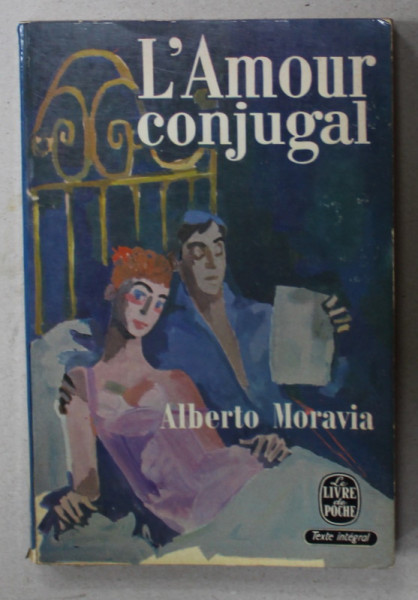 L'Amour
conjugal
Alberto Moravia
Le
LIVRE
de
POCHE
Texte intégral